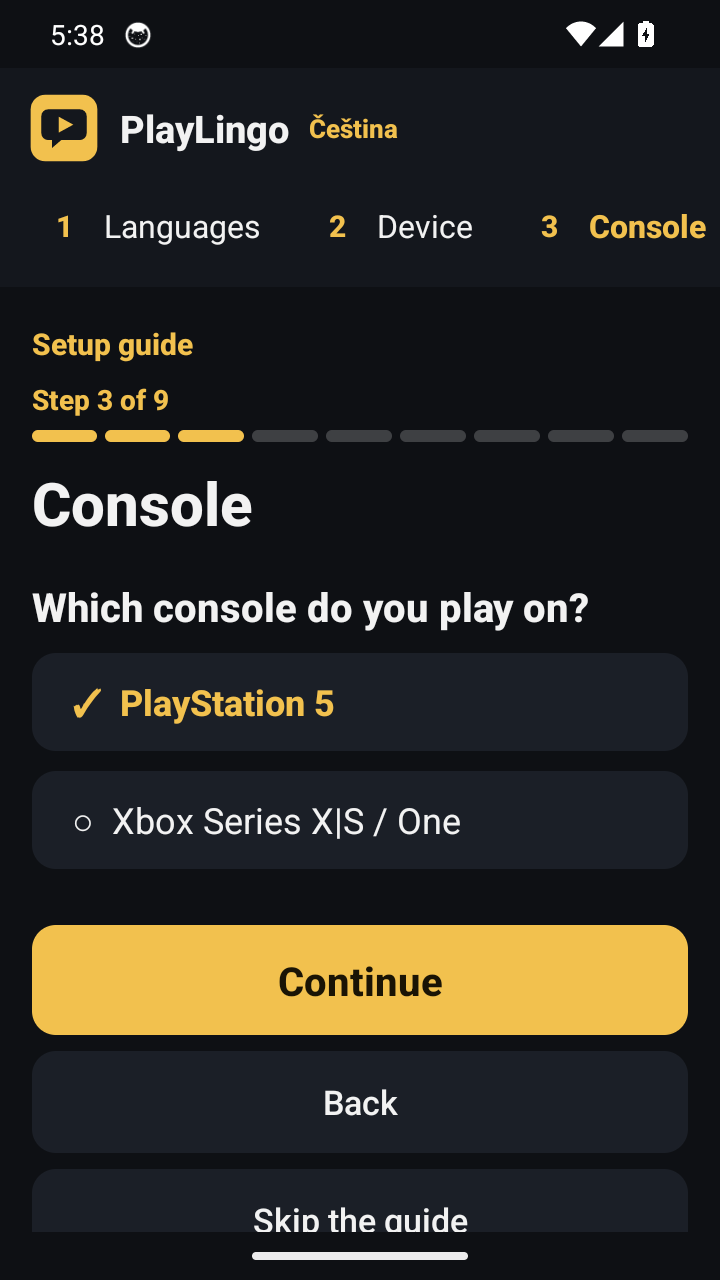 5:38
PlayLingo Čeština
1 Languages 2 Device 3 Console
Setup guide
Step 3 of 9
Console
Which console do you play on?
✓ PlayStation 5
○ Xbox Series X|S / One
Continue
Back
Skip the guide